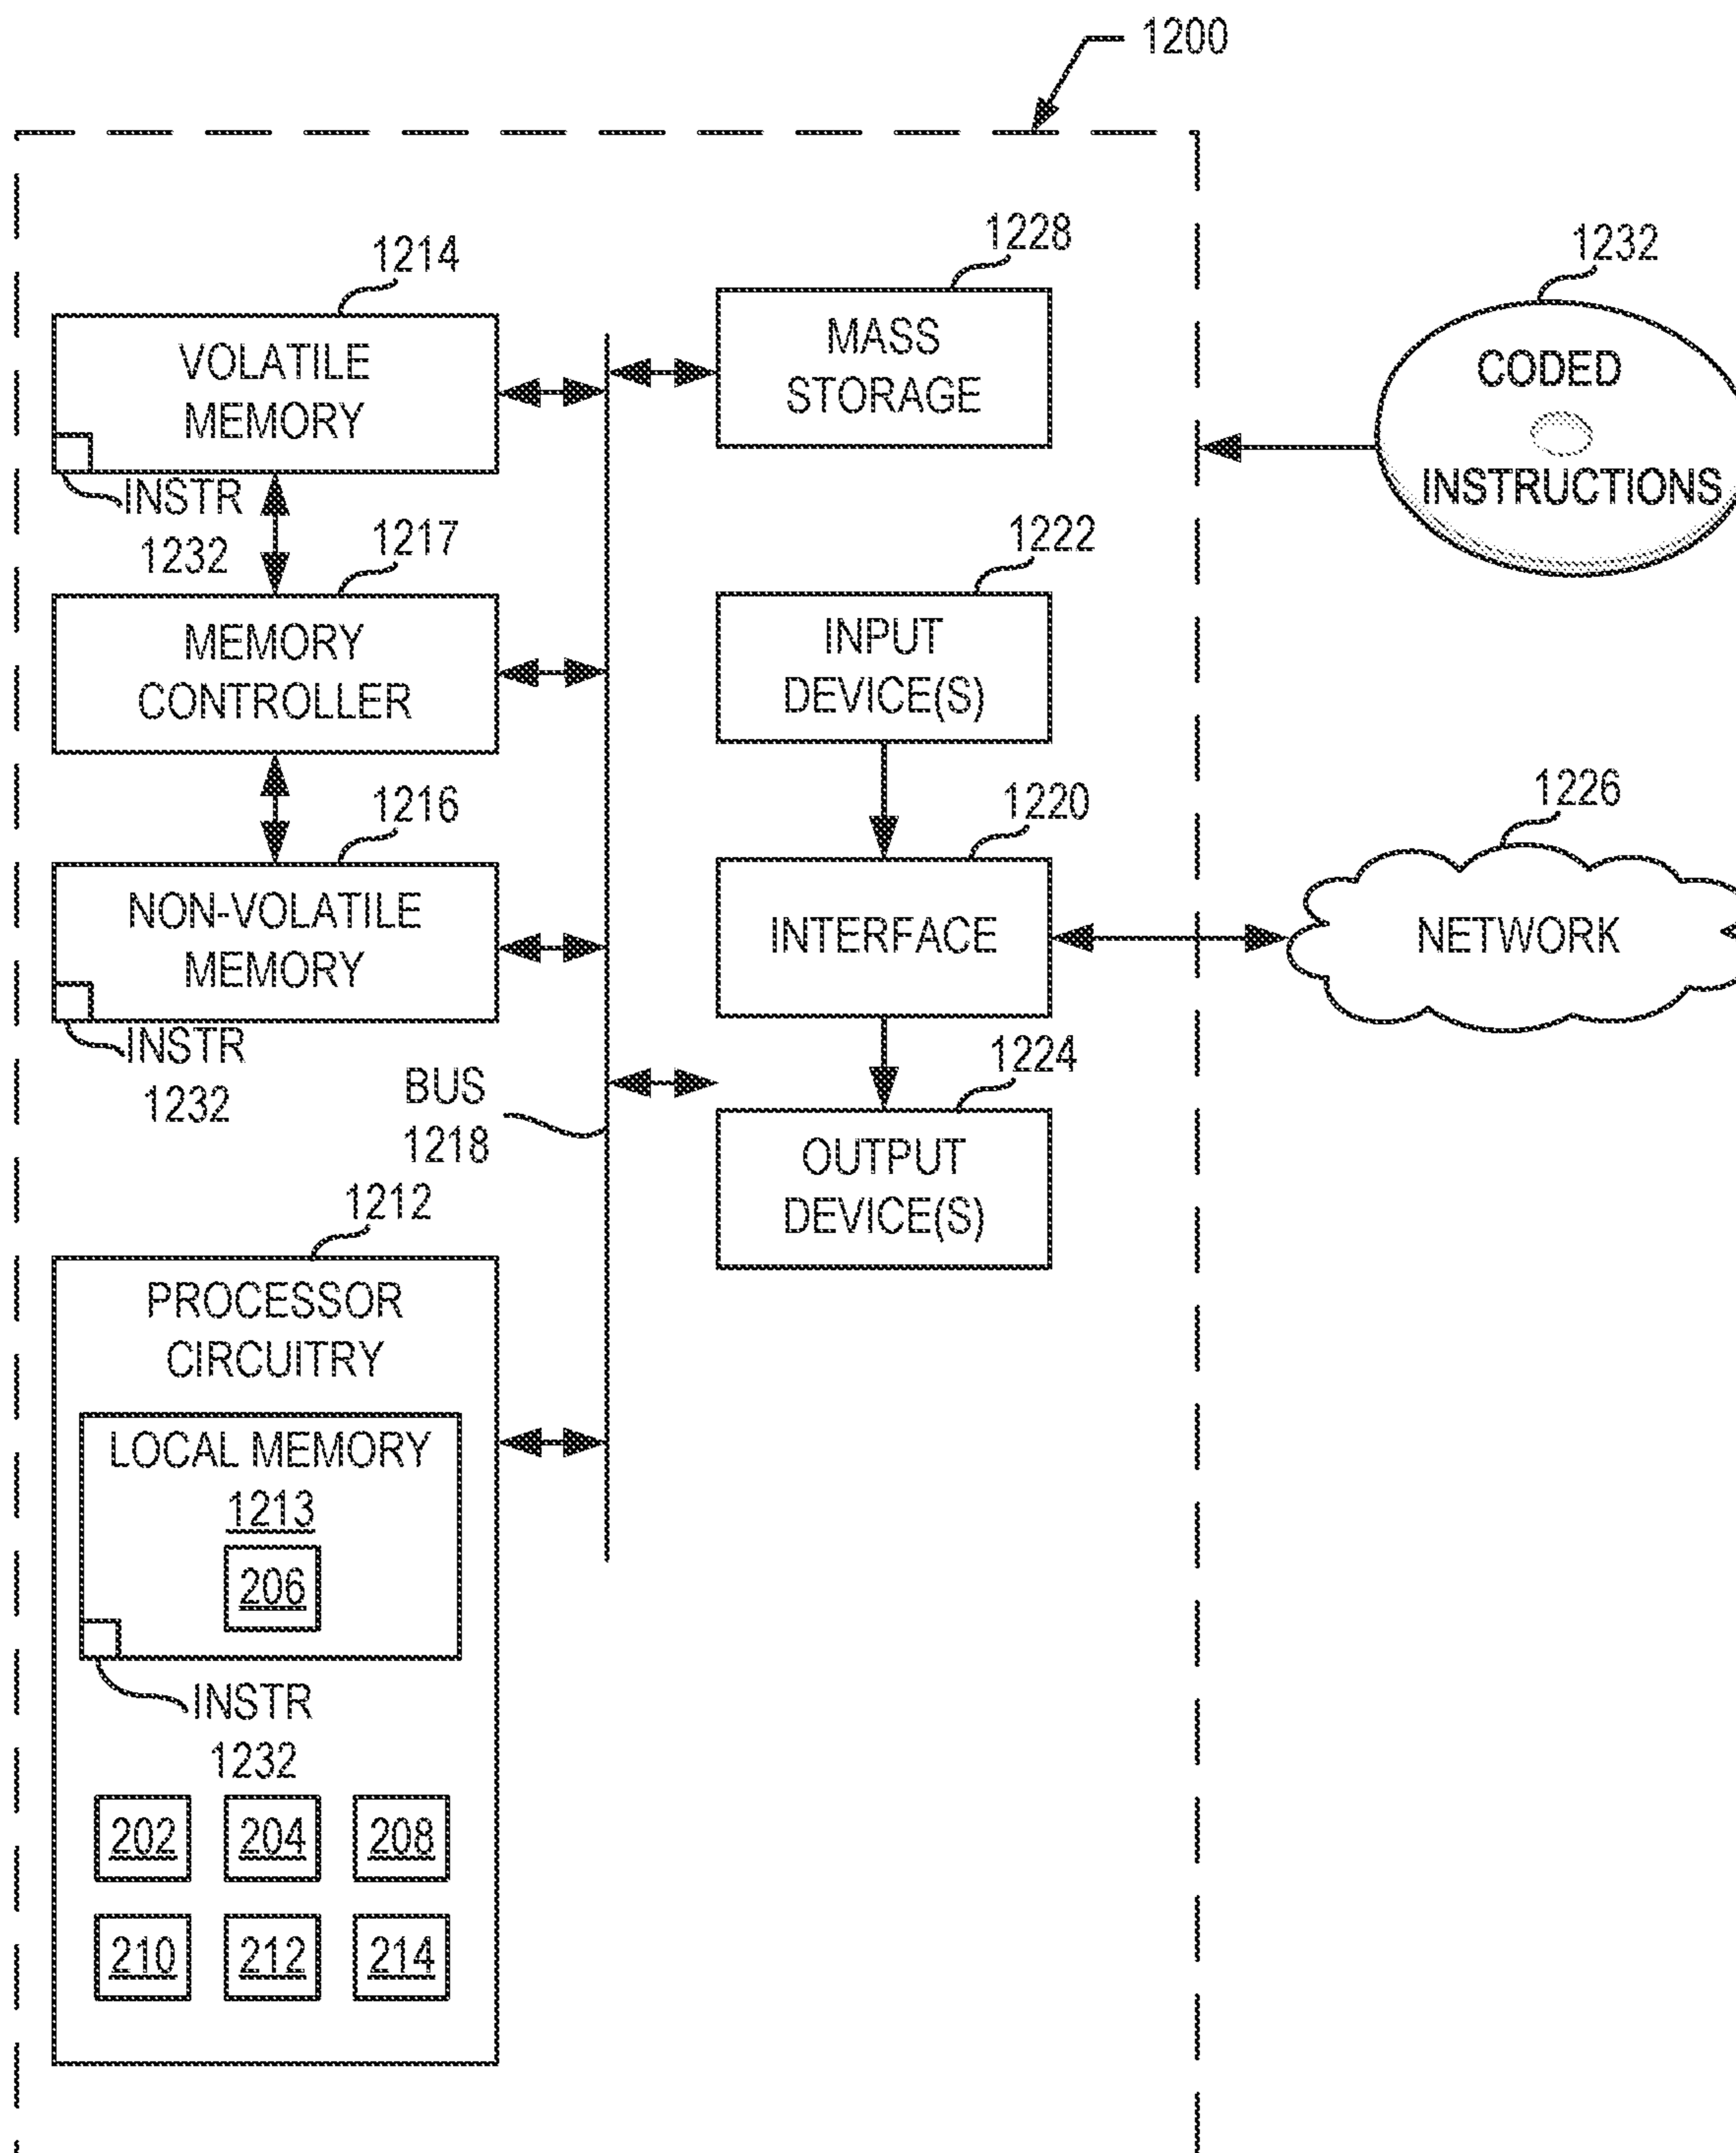 1200
1214
VOLATILE
MEMORY
INSTR
1232
1217
MEMORY
CONTROLLER
1216
NON-VOLATILE
MEMORY
INSTR
1232
BUS
1218
1212
PROCESSOR
CIRCUITRY
LOCAL MEMORY
1213
206
INSTR
1232
202 204 208
210 212 214
1228
MASS
STORAGE
1222
INPUT
DEVICE(S)
1220
INTERFACE
1224
OUTPUT
DEVICE(S)
1232
CODED
INSTRUCTIONS
1226
NETWORK